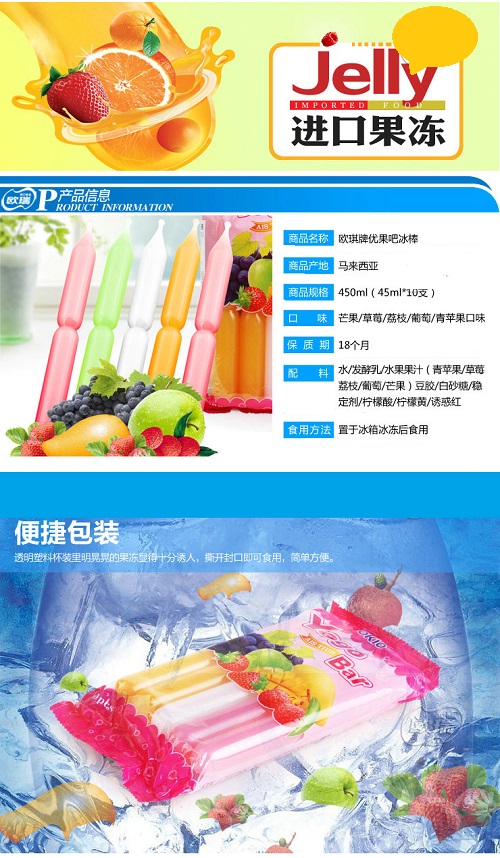 Jelly
IMPORTED FOOD
进口果冻
欧瑞
产品信息
PRODUCT INFORMATION
商品名称 欧琪牌优果吧冰棒
商品产地 马来西亚
商品规格 450ml（45ml*10支）
口 味 芒果/草莓/荔枝/葡萄/青苹果口味
保 质 期 18个月
配 料 水/发酵乳/水果果汁（青苹果/草莓
荔枝/葡萄/芒果）豆胶/白砂糖/稳
定剂/柠檬酸/柠檬黄/诱惑红
食用方法 置于冰箱冰冻后食用
便捷包装
透明塑料杯装里明晃晃的果冻显得十分诱人，撕开封口即可食用，简单方便。
OKIO
Bar